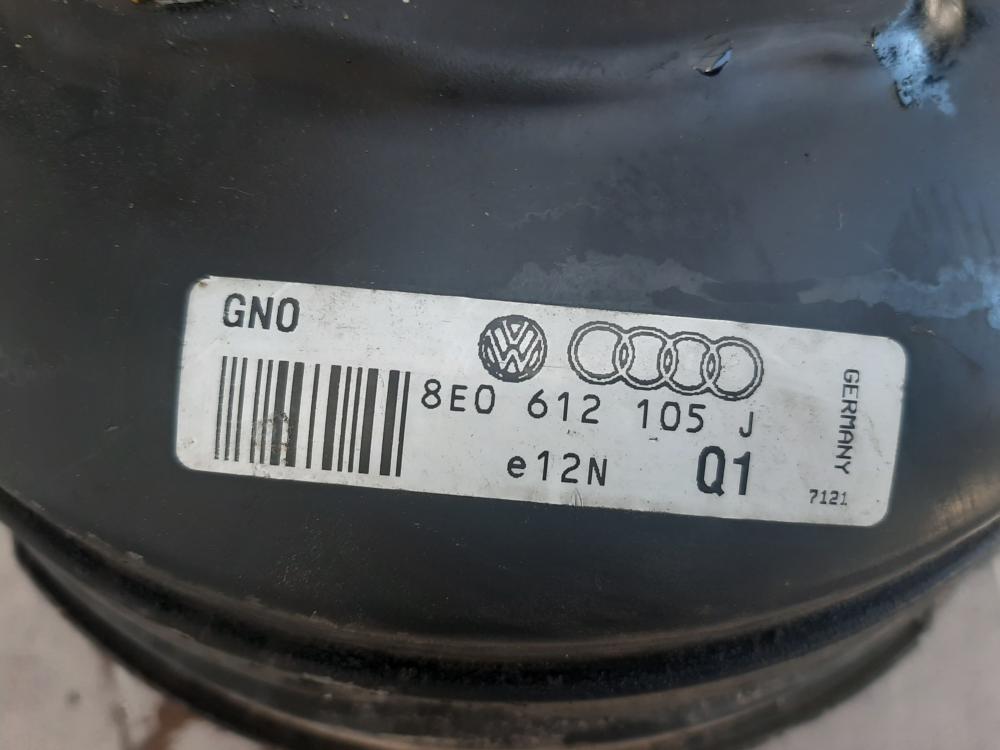 GNO
8E0 612 105 J
e12N Q1
GERMANY
7121